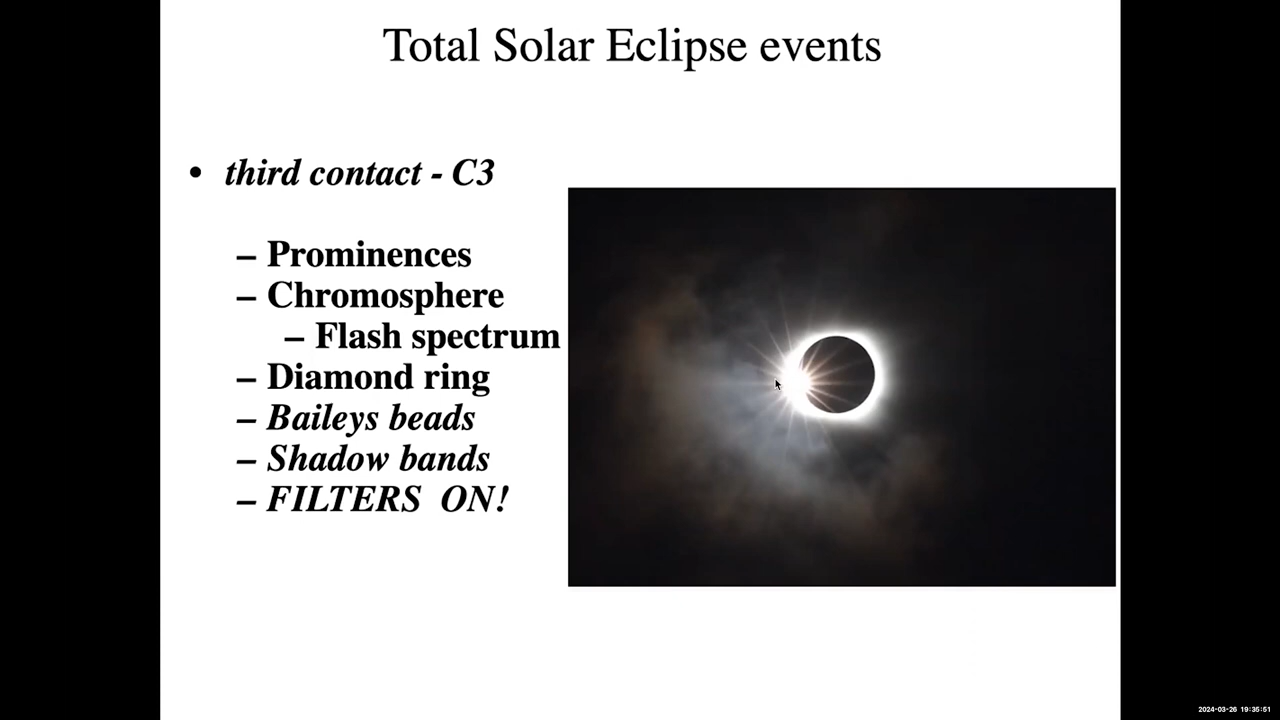 Total Solar Eclipse events
• third contact - C3
– Prominences
– Chromosphere
– Flash spectrum
– Diamond ring
– Baileys beads
– Shadow bands
– FILTERS ON!
2024-03-26 19:35:51